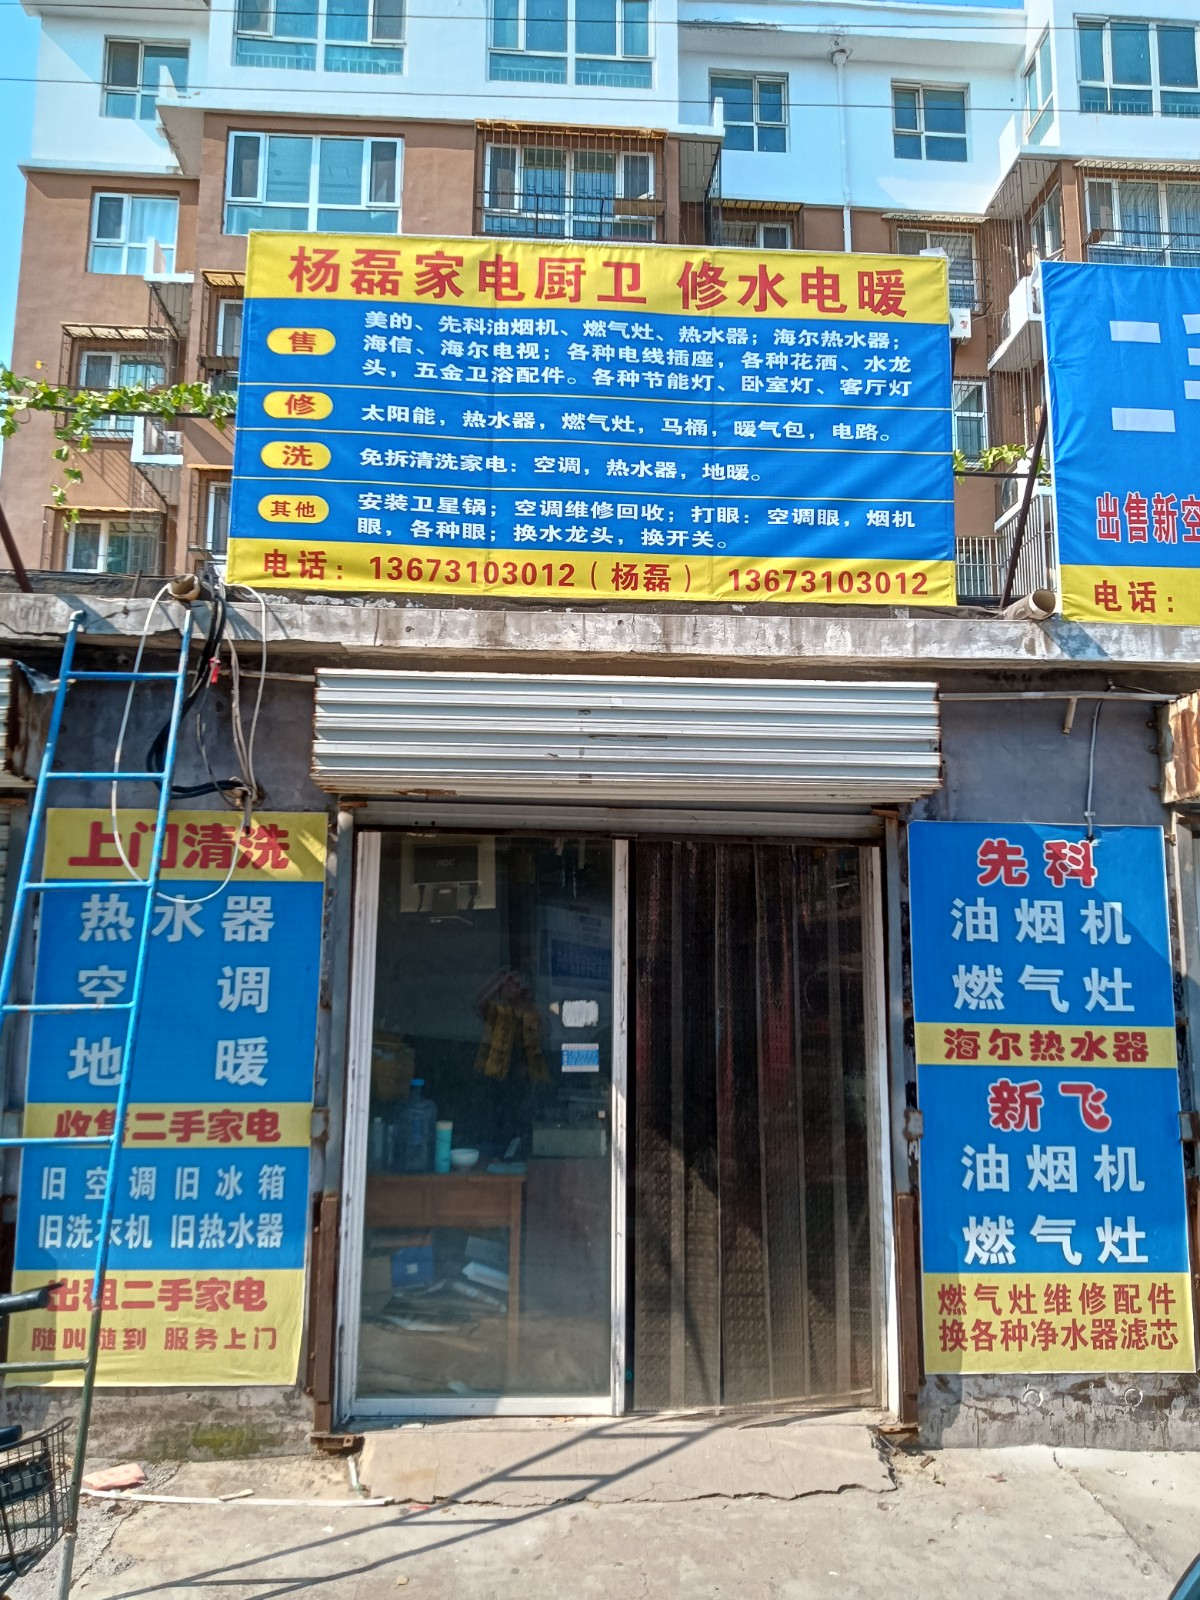 杨磊家电厨卫 修水电暖
售
美的、先科油烟机、燃气灶、热水器；海尔热水器；
海信、海尔电视；各种电线插座，各种花洒、水龙
头，五金卫浴配件。各种节能灯、卧室灯、客厅灯
修
太阳能，热水器，燃气灶，马桶，暖气包，电路。
洗
免拆清洗家电：空调，热水器，地暖。
其他
安装卫星锅；空调维修回收；打眼：空调眼，烟机
眼，各种眼；换水龙头，换开关。
电话：13673103012（杨磊） 13673103012
出售新空
电话：
上门清洗
热水器
空调
地暖
收售二手家电
旧空调 旧冰箱
旧洗衣机 旧热水器
出租二手家电
随叫随到 服务上门
先科
油烟机
燃气灶
海尔热水器
新飞
油烟机
燃气灶
燃气灶维修配件
换各种净水器滤芯